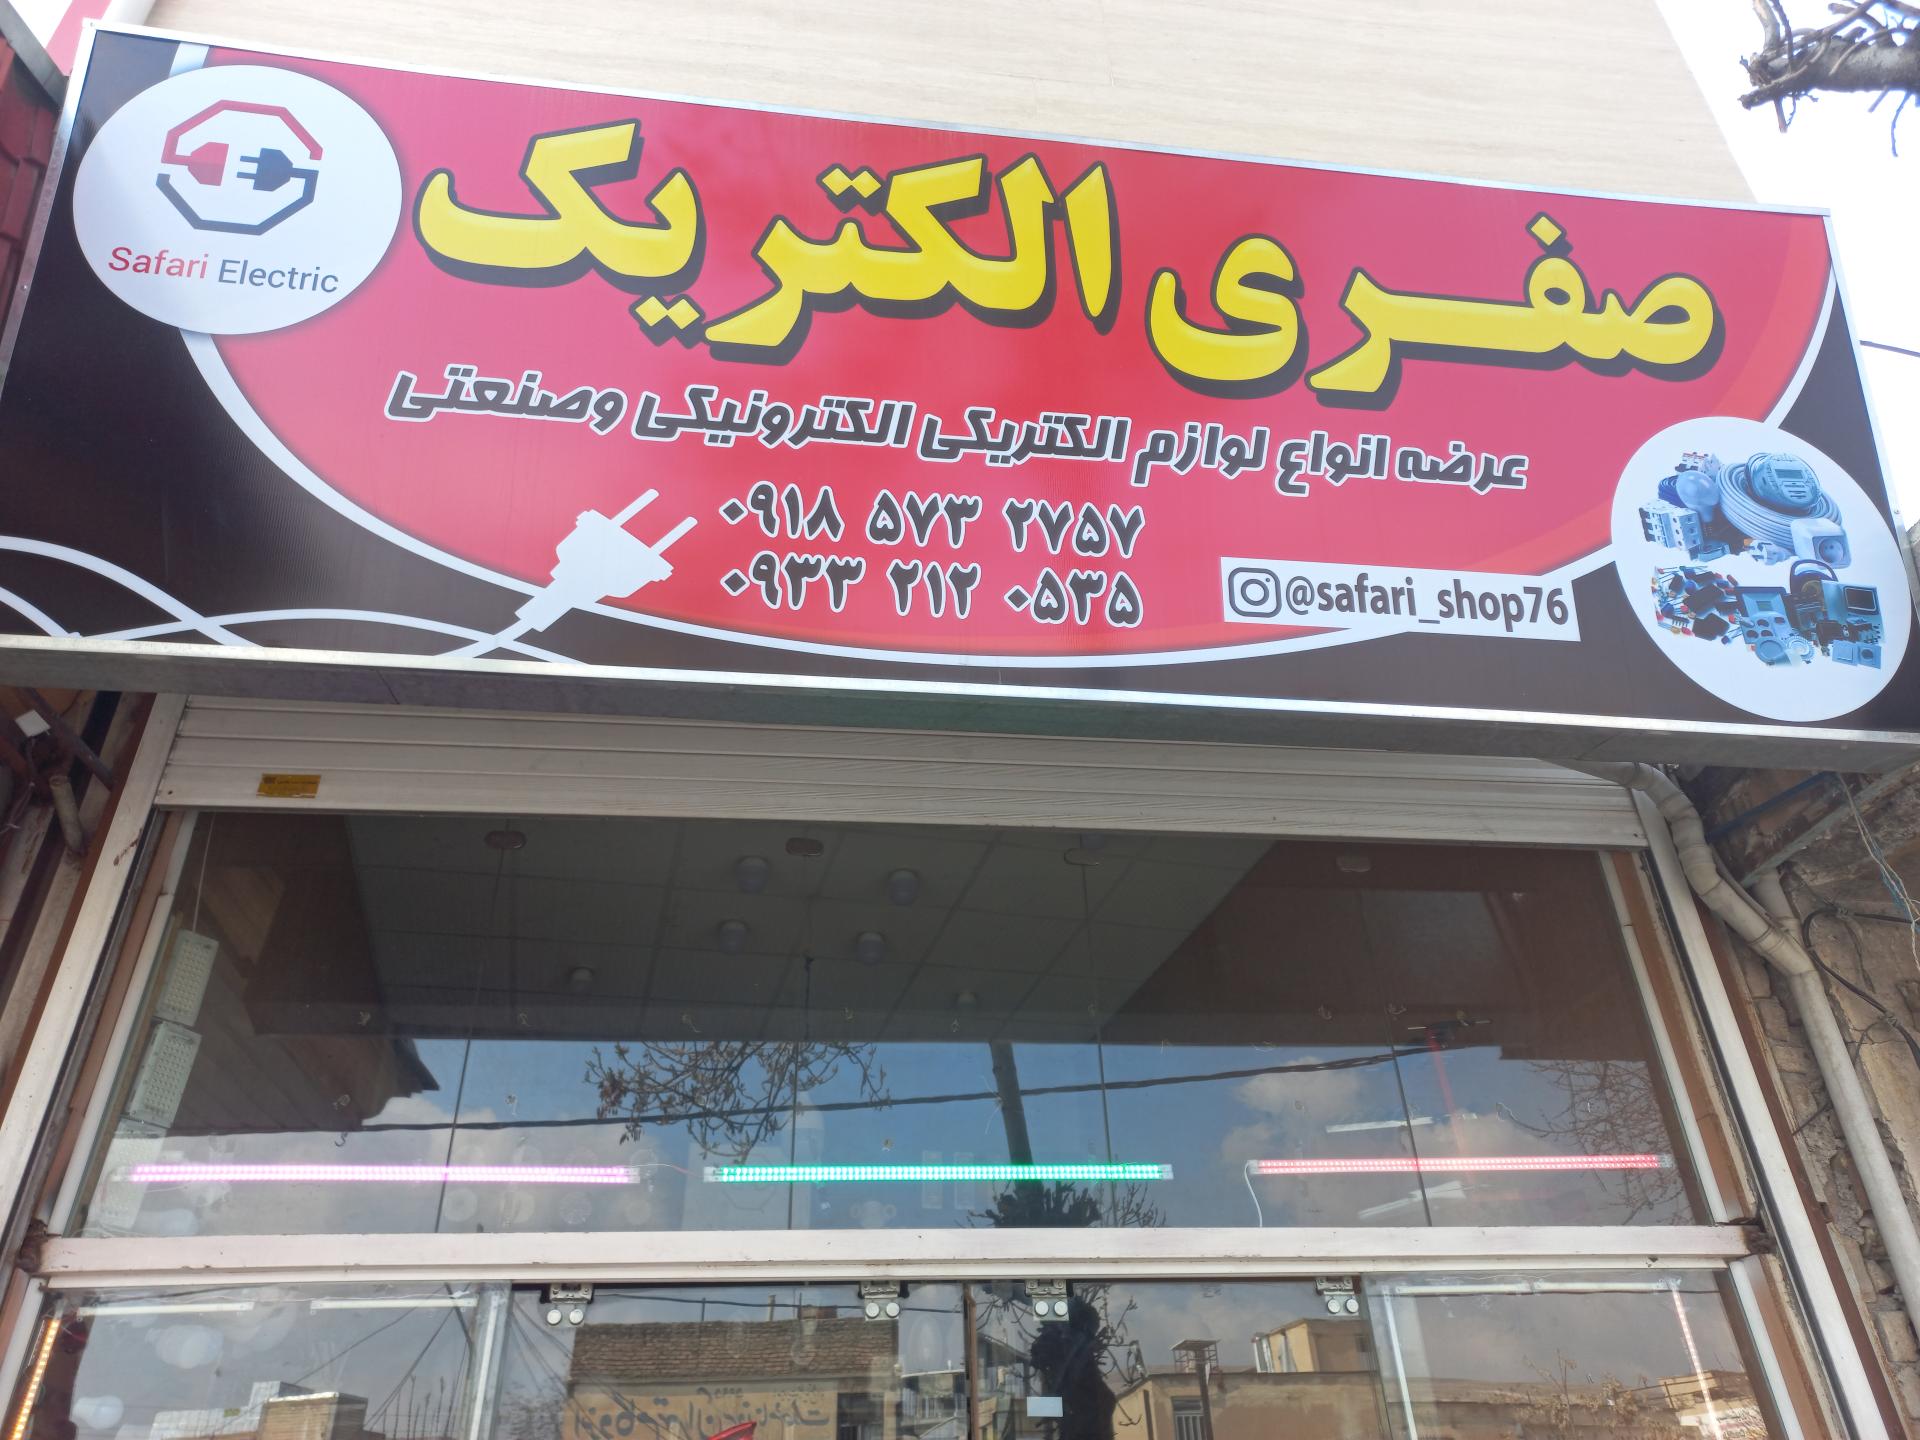 صفری الکتریک
Safari Electric
عرضه انواع لوازم الکتریکی الکترونیکی وصنعتی
۰۹۱۸ ۵۷۳ ۲۷۵۷
۰۹۳۳ ۲۱۲ ۰۵۳۵
@safari_shop76